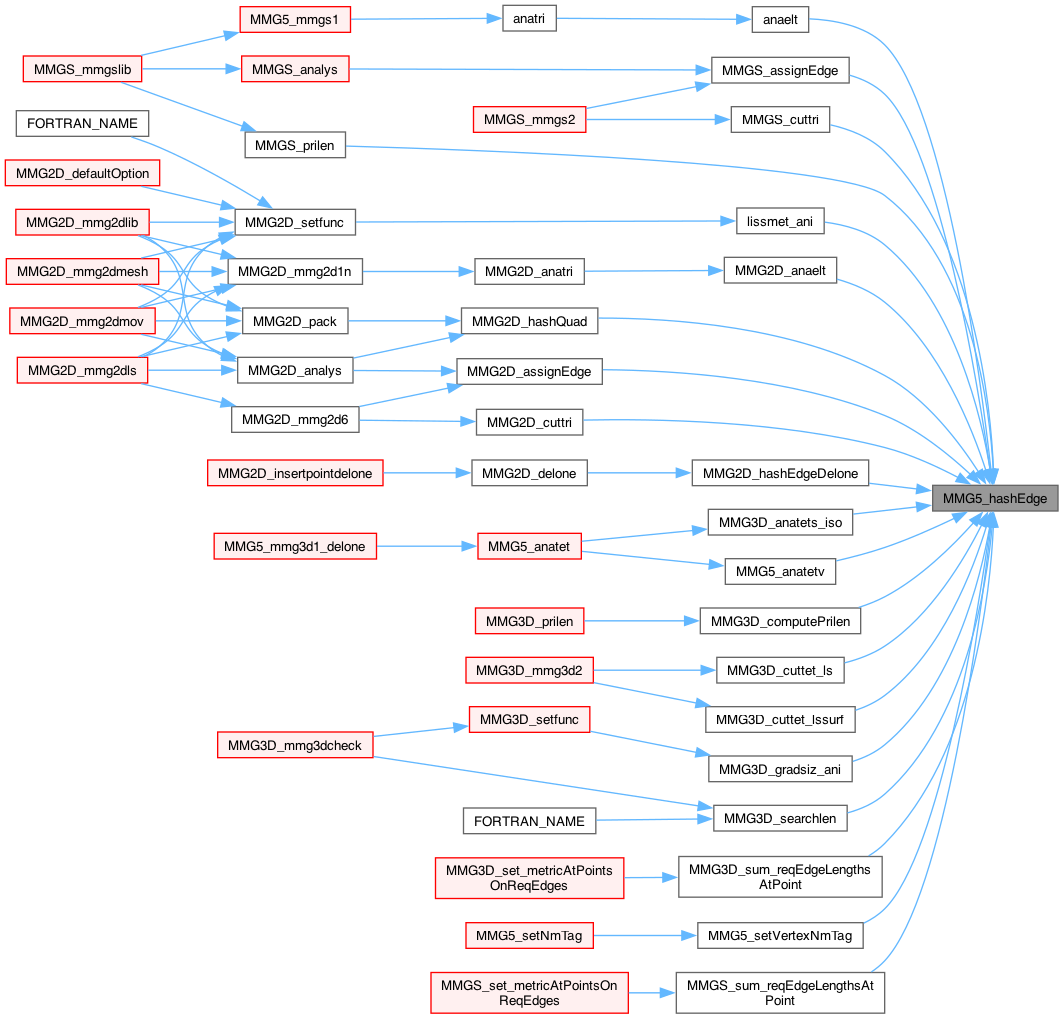 MMG5_mmgs1
anatri
anaelt
MMGS_mmgslib
MMGS_analys
MMGS_assignEdge
FORTRAN_NAME
MMGS_mmgs2
MMGS_cuttri
MMGS_prilen
MMG2D_defaultOption
MMG2D_mmg2dlib
MMG2D_setfunc
lissmet_ani
MMG2D_mmg2dmesh
MMG2D_mmg2d1n
MMG2D_anatri
MMG2D_anaelt
MMG2D_mmg2dmov
MMG2D_pack
MMG2D_hashQuad
MMG2D_mmg2dls
MMG2D_analys
MMG2D_assignEdge
MMG2D_mmg2d6
MMG2D_cuttri
MMG2D_insertpointdelone
MMG2D_delone
MMG2D_hashEdgeDelone
MMG5_hashEdge
MMG3D_anatets_iso
MMG5_mmg3d1_delone
MMG5_anatet
MMG5_anatetv
MMG3D_prilen
MMG3D_computePrilen
MMG3D_mmg3d2
MMG3D_cuttet_ls
MMG3D_cuttet_lssurf
MMG3D_setfunc
MMG3D_mmg3dcheck
MMG3D_gradsiz_ani
FORTRAN_NAME
MMG3D_searchlen
MMG3D_set_metricAtPoints
OnReqEdges
MMG3D_sum_reqEdgeLengths
AtPoint
MMG5_setNmTag
MMG5_setVertexNmTag
MMGS_set_metricAtPointsOn
ReqEdges
MMGS_sum_reqEdgeLengthsAt
Point